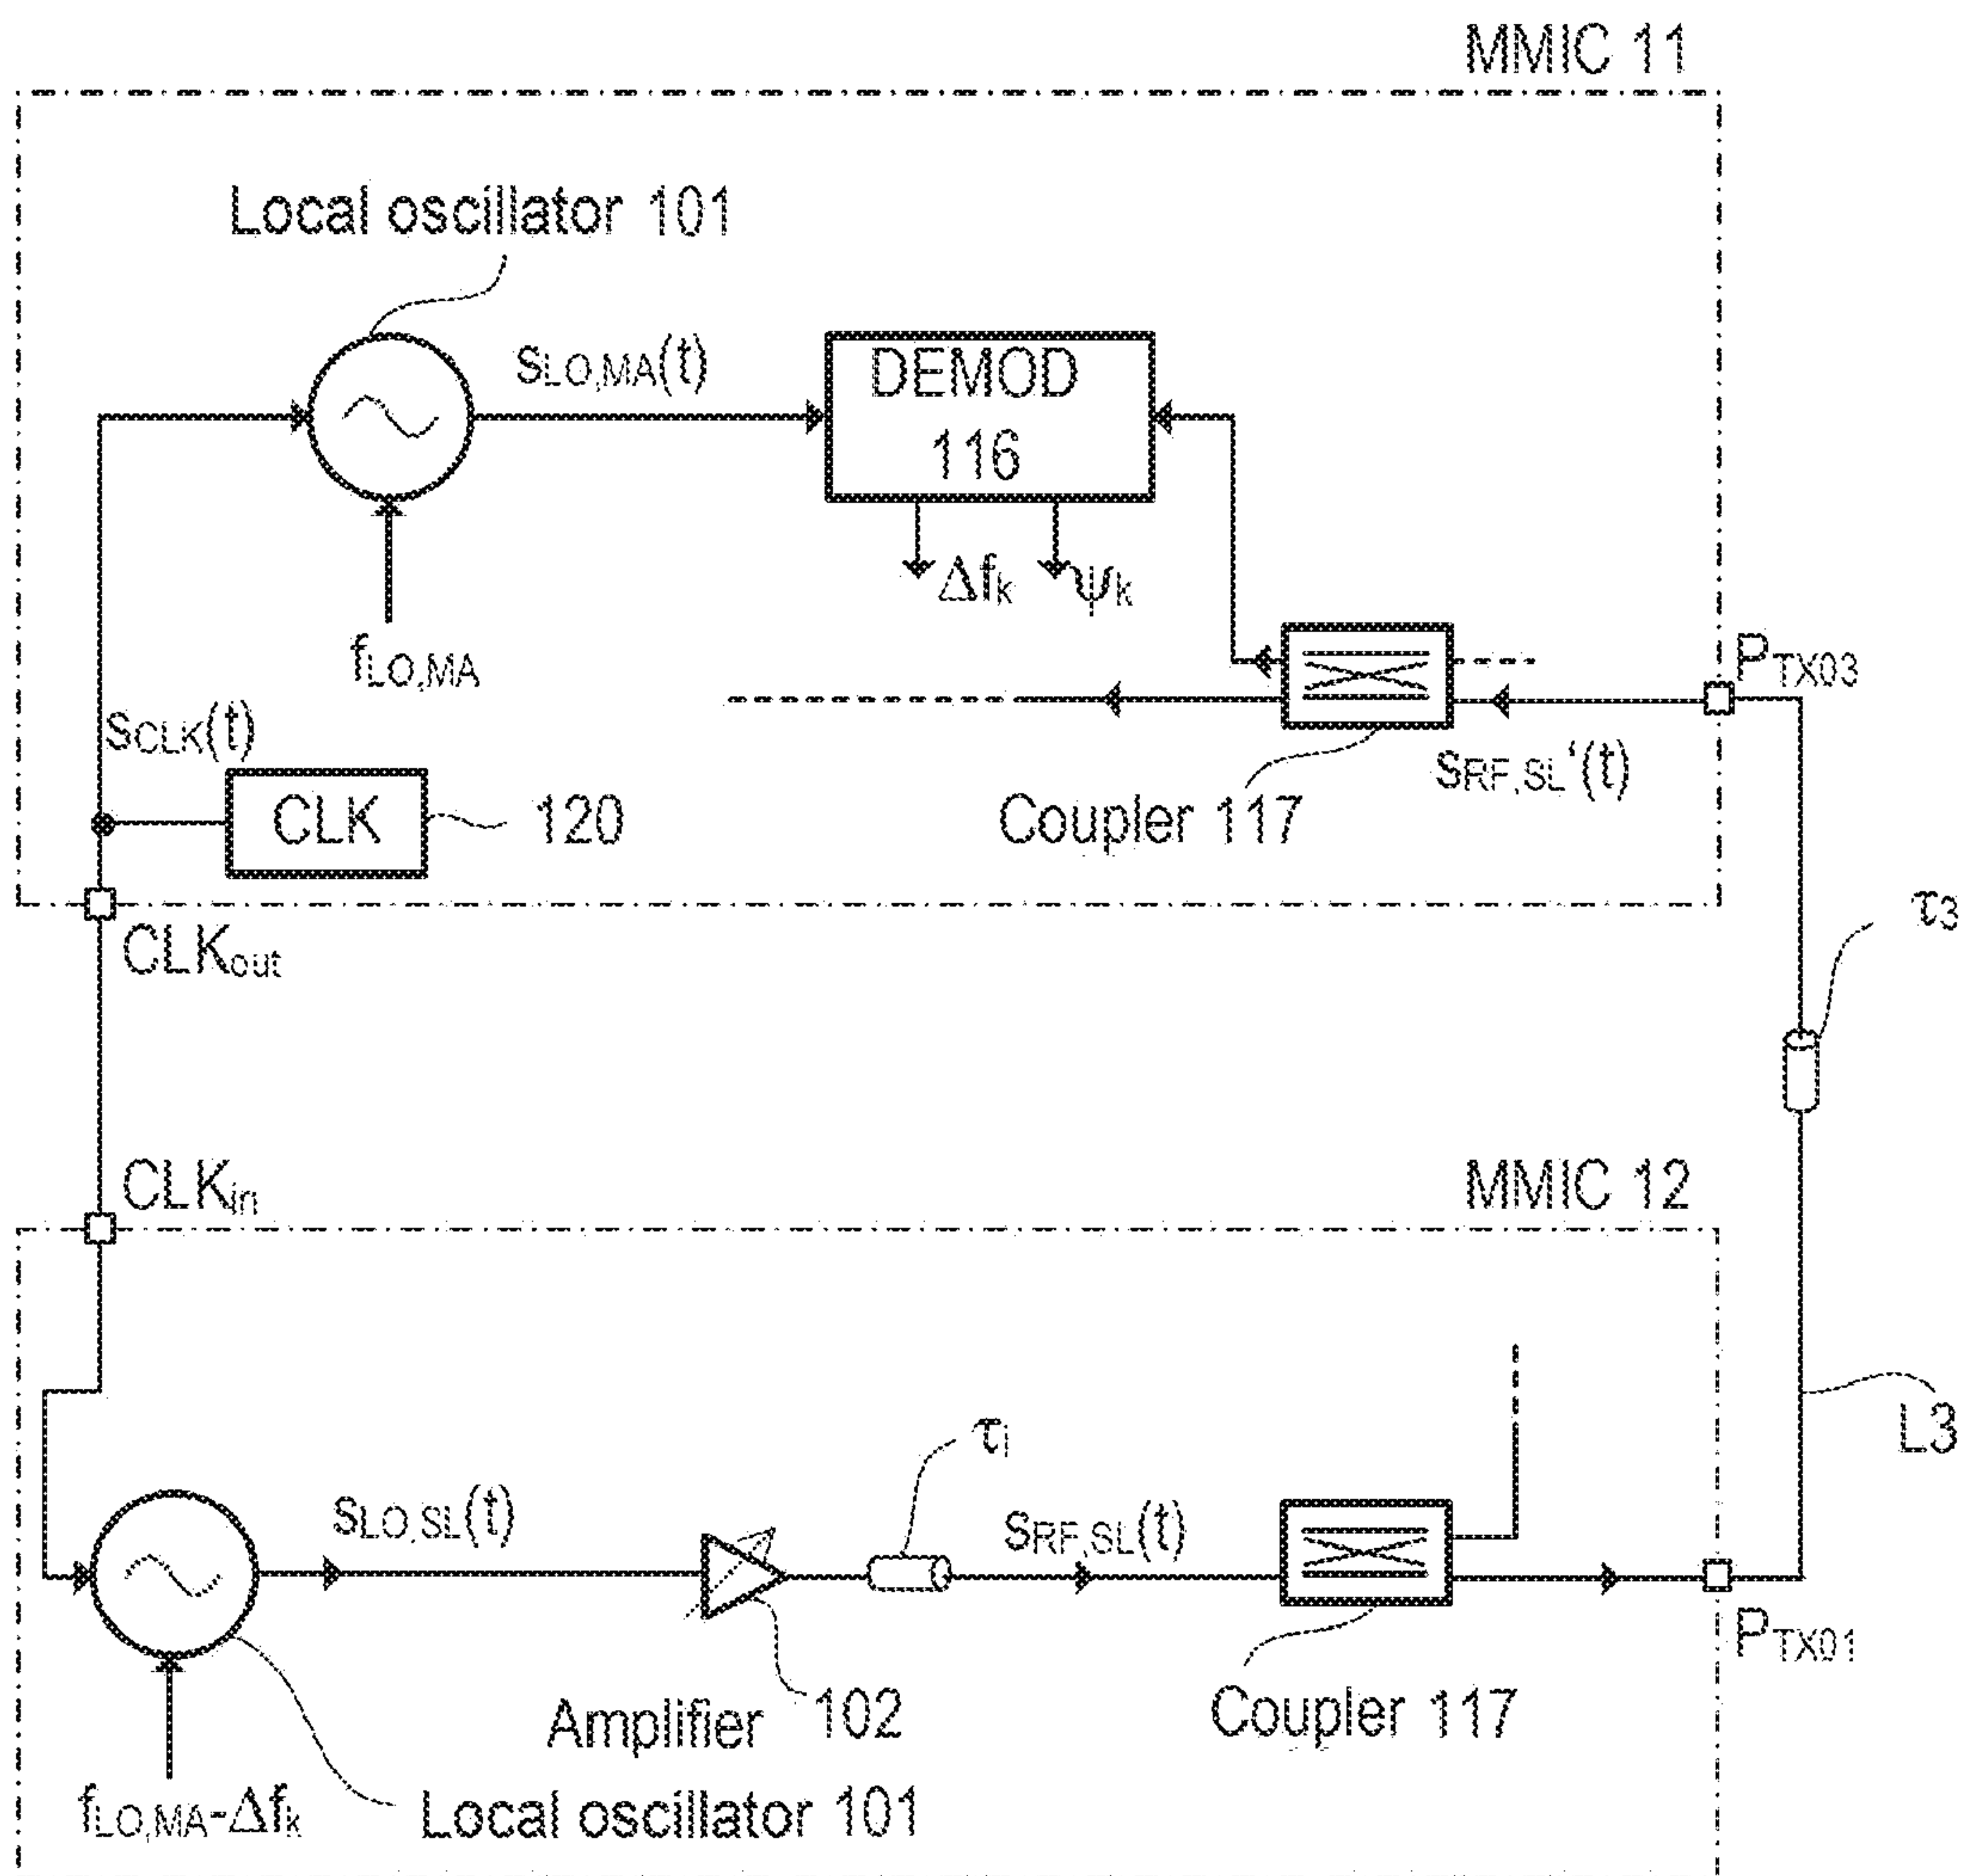 MMIC 11
Local oscillator 101
sLO,MA(t)
DEMOD
116
Δfk
ψk
fLO,MA
PTX03
sCLK(t)
sRF,SL‘(t)
CLK
120
Coupler 117
τ3
CLKout
CLKin
MMIC 12
L3
τi
sLO,SL(t)
sRF,SL(t)
PTX01
Amplifier
102
Coupler 117
fLO,MA-Δfk
Local oscillator 101